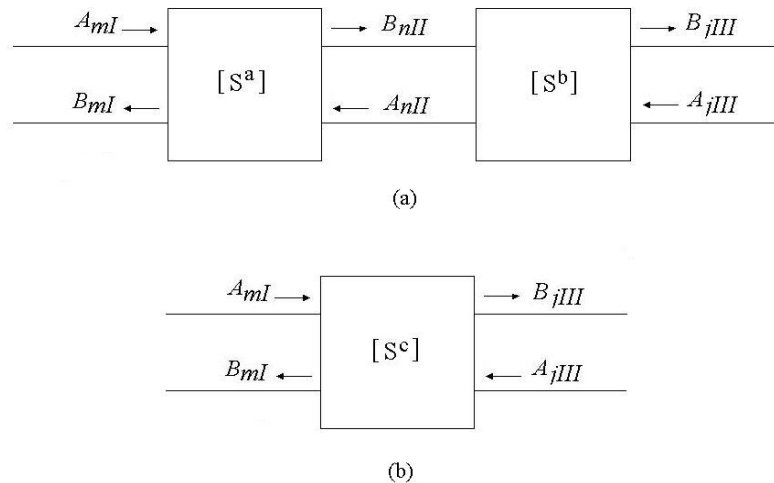 AmI BnII BjIII
[Sᵃ] [Sᵇ]
BmI AnII AjIII
(a)
AmI BjIII
[Sᶜ]
BmI AjIII
(b)